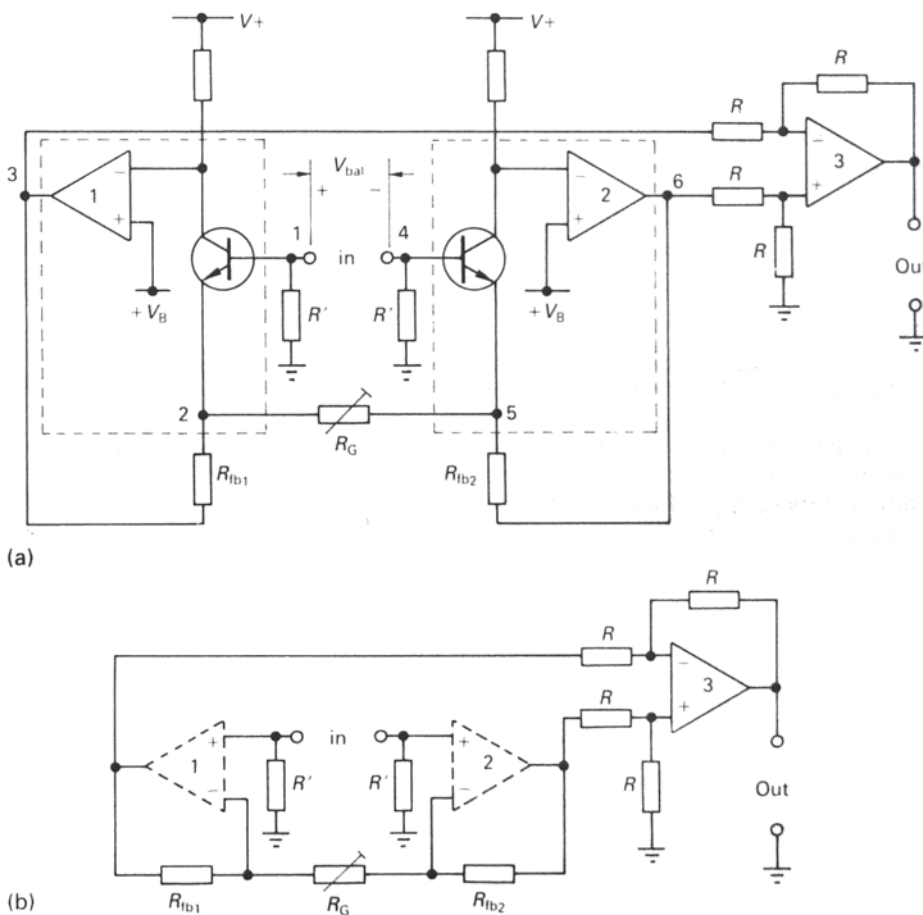 V+
V+
R
R
3
1
−
+
V_bal
+
−
1
in
4
−
+
2
6
R
−
+
3
+ V_B
R′
R′
+ V_B
R
Out
2
R_G
5
R_fb1
R_fb2
(a)
R
R
−
+
3
R
1
+
−
in
R′
R′
+
−
2
R
Out
R_fb1
R_G
R_fb2
(b)